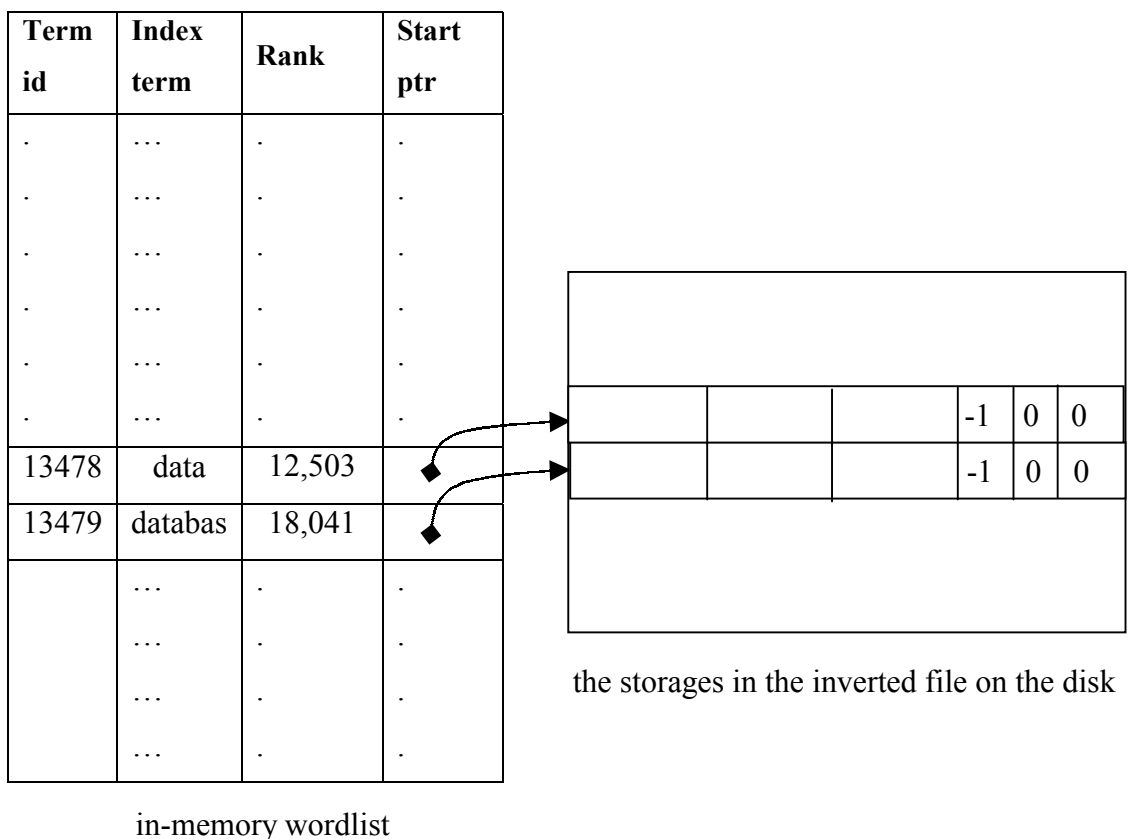 Term id Index term Rank Start ptr
. … . .
. … . .
. … . .
. … . .
. … . .
. … . .
13478 data 12,503
13479 databas 18,041
… . .
… . .
… . .
… . .
in-memory wordlist
-1 0 0
-1 0 0
the storages in the inverted file on the disk